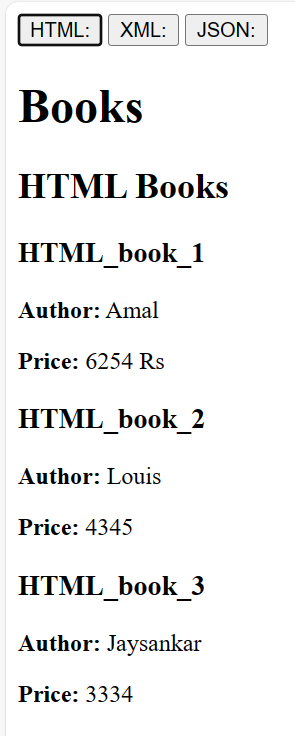 HTML: XML: JSON:
Books
HTML Books
HTML_book_1
Author: Amal
Price: 6254 Rs
HTML_book_2
Author: Louis
Price: 4345
HTML_book_3
Author: Jaysankar
Price: 3334